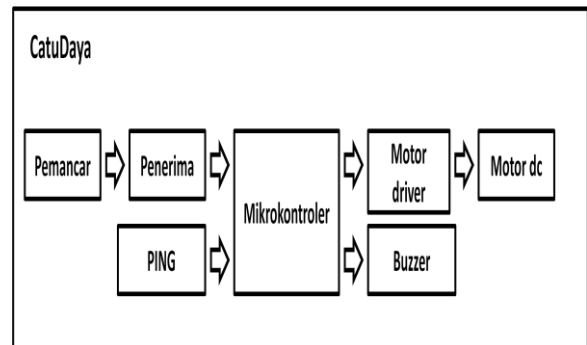 CatuDaya
Pemancar
Penerima
Mikrokontroler
Motor
driver
Motor dc
PING
Buzzer